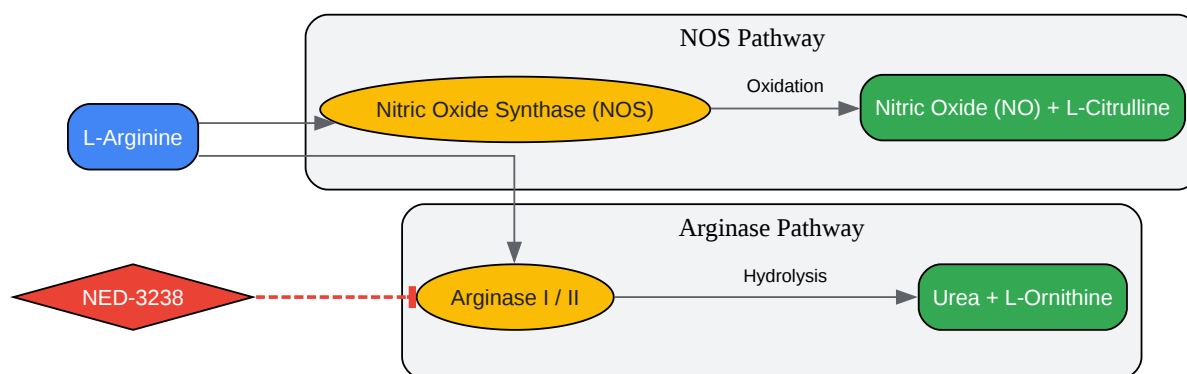 NOS Pathway
L-Arginine
Nitric Oxide Synthase (NOS)
Oxidation
Nitric Oxide (NO) + L-Citrulline
Arginase Pathway
NED-3238
Arginase I / II
Hydrolysis
Urea + L-Ornithine